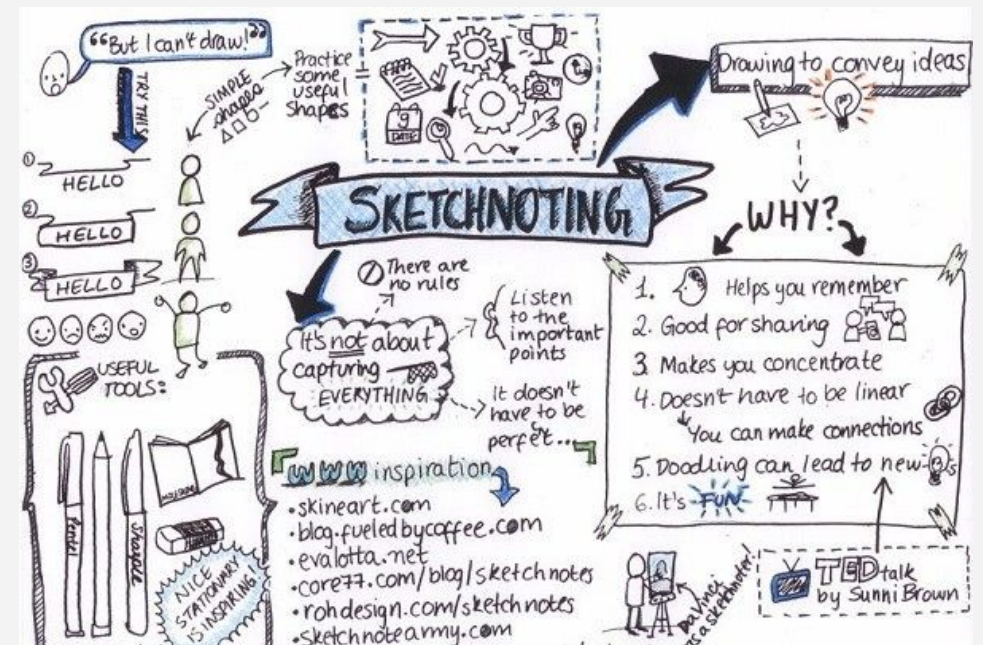 "But I can't draw!"
TRY THIS
SIMPLE
shapes
Practice
some
useful
shapes
9
DATE
Drawing to convey ideas
SKETCHNOTING
WHY?
1. Helps you remember
2. Good for sharing
3. Makes you concentrate
4. Doesn't have to be linear
You can make connections
5. Doodling can lead to new s
6. It's FUN
TED talk
by Sunni Brown
1
HELLO
2
HELLO
3
HELLO
There are
no rules
It's not about
capturing
EVERYTHING
Listen
to the
important
points
It doesn't
have to be
perfect...
USEFUL
TOOLS:
Pentel
Sharpie
NICE
STATIONARY
IS INSPIRING
www inspiration
•skineart.com
•blog.fueledbycoffee.com
•evalotta.net
•core77.com/blog/sketchnotes
•rohdesign.com/sketchnotes
•sketchnotearmy.com
Da Vinci
was a sketchnoter!